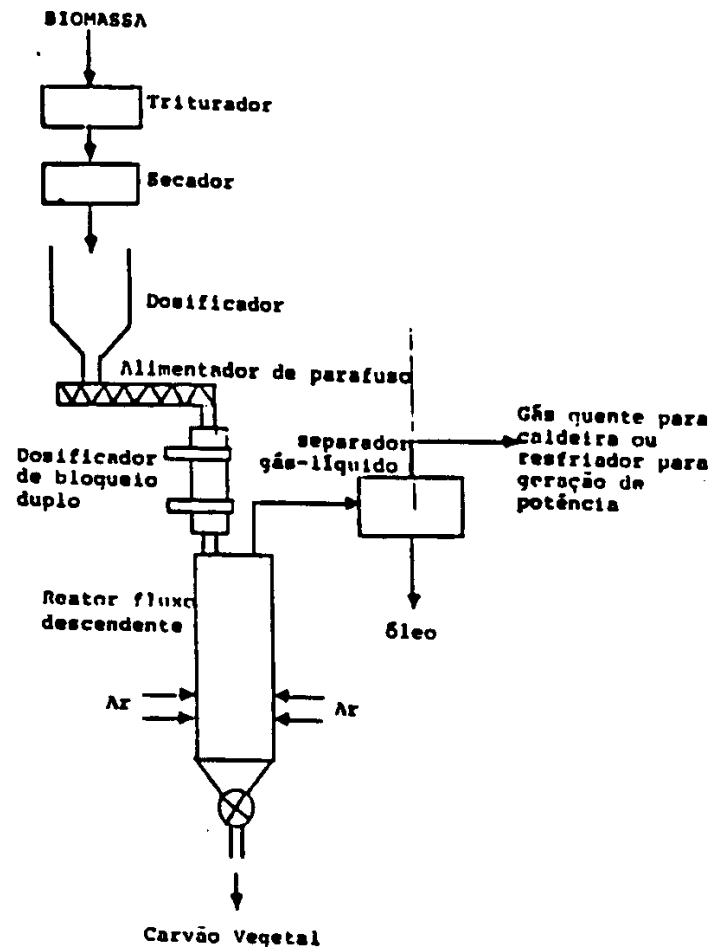 BIOMASSA
Triturador
Secador
Dosificador
Alimentador de parafuso
Dosificador
de bloqueio
duplo
separador
gás-líquido
Gás quente para
caldeira ou
resfriador para
geração de
potência
Reator fluxo
descendente
óleo
Ar
Ar
Carvão Vegetal